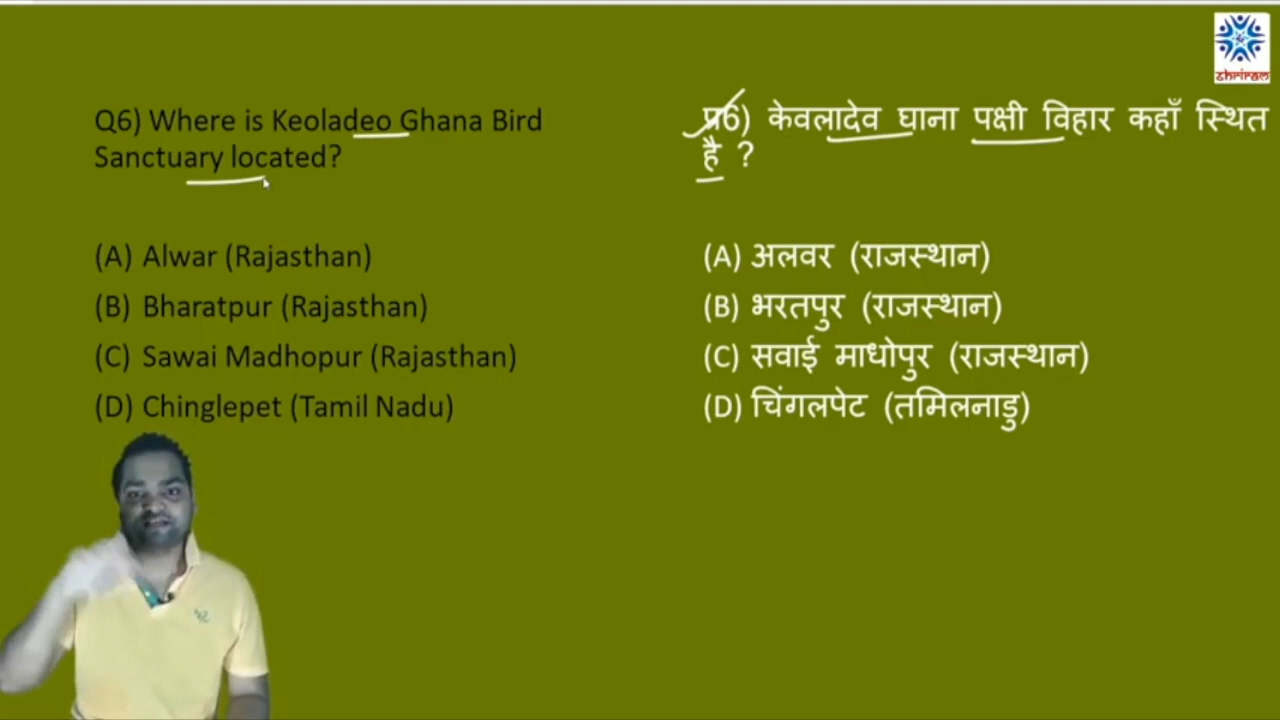 shriram
Q6) Where is Keoladeo Ghana Bird
Sanctuary located?
(A) Alwar (Rajasthan)
(B) Bharatpur (Rajasthan)
(C) Sawai Madhopur (Rajasthan)
(D) Chinglepet (Tamil Nadu)
प्र6) केवलादेव घाना पक्षी विहार कहाँ स्थित
है ?
(A) अलवर (राजस्थान)
(B) भरतपुर (राजस्थान)
(C) सवाई माधोपुर (राजस्थान)
(D) चिंगलपेट (तमिलनाडु)